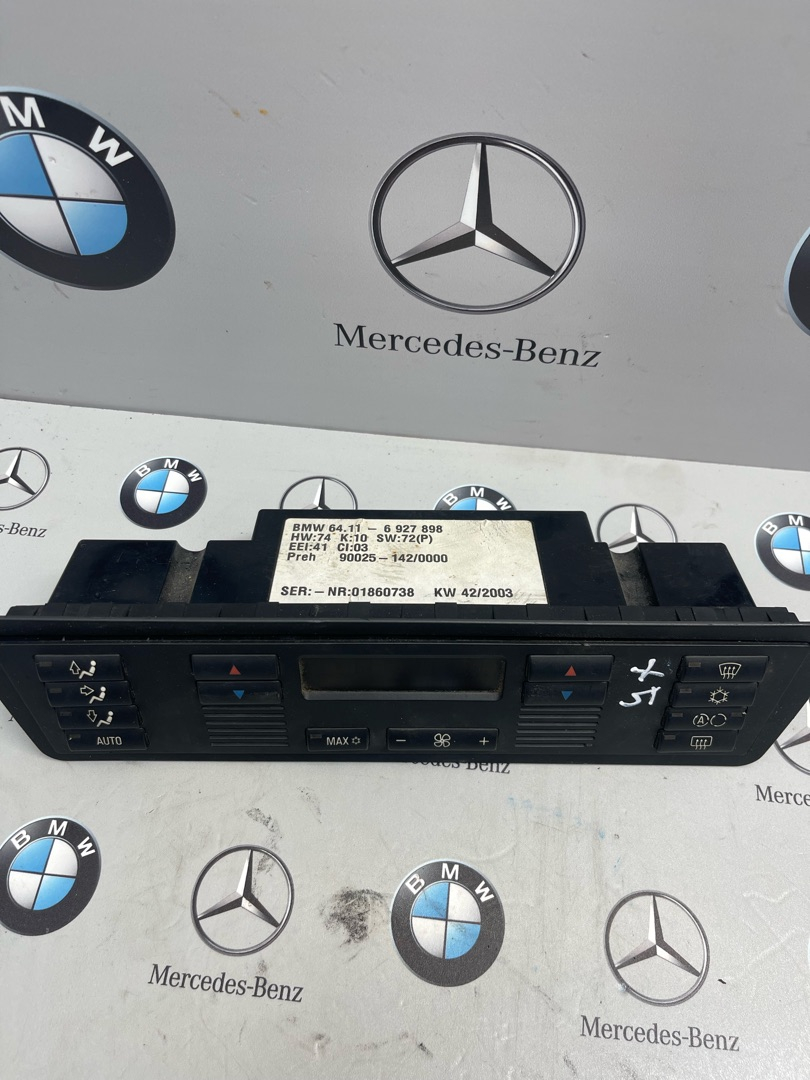 BMW
Mercedes-Benz
BMW
BMW
BMW
Mercedes-Benz
BMW 64.11 - 6 927 898
HW:74 K:10 SW:72(P)
EEI:41 CI:03
Preh 90025-142/0000
SER:-NR:01860738 KW 42/2003
X5
AUTO
MAX
- +
A
Mercedes-Benz
BMW
BMW
Mercedes-Benz
Mercedes-Benz